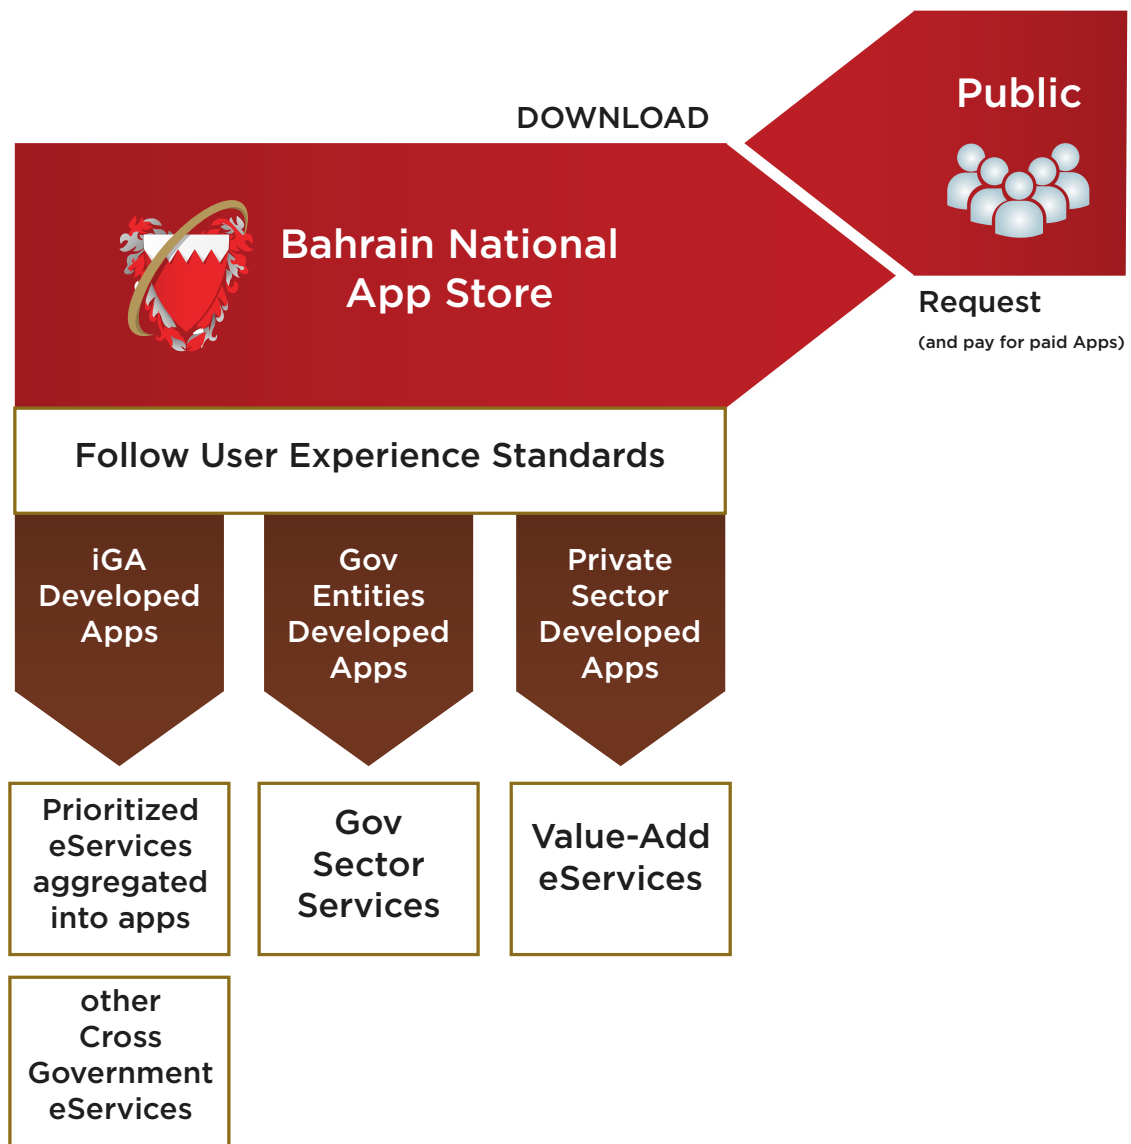 Public
DOWNLOAD
Bahrain National
App Store
Request
(and pay for paid Apps)
Follow User Experience Standards
iGA
Developed
Apps
Gov
Entities
Developed
Apps
Private
Sector
Developed
Apps
Prioritized
eServices
aggregated
into apps
Gov
Sector
Services
Value-Add
eServices
other
Cross
Government
eServices